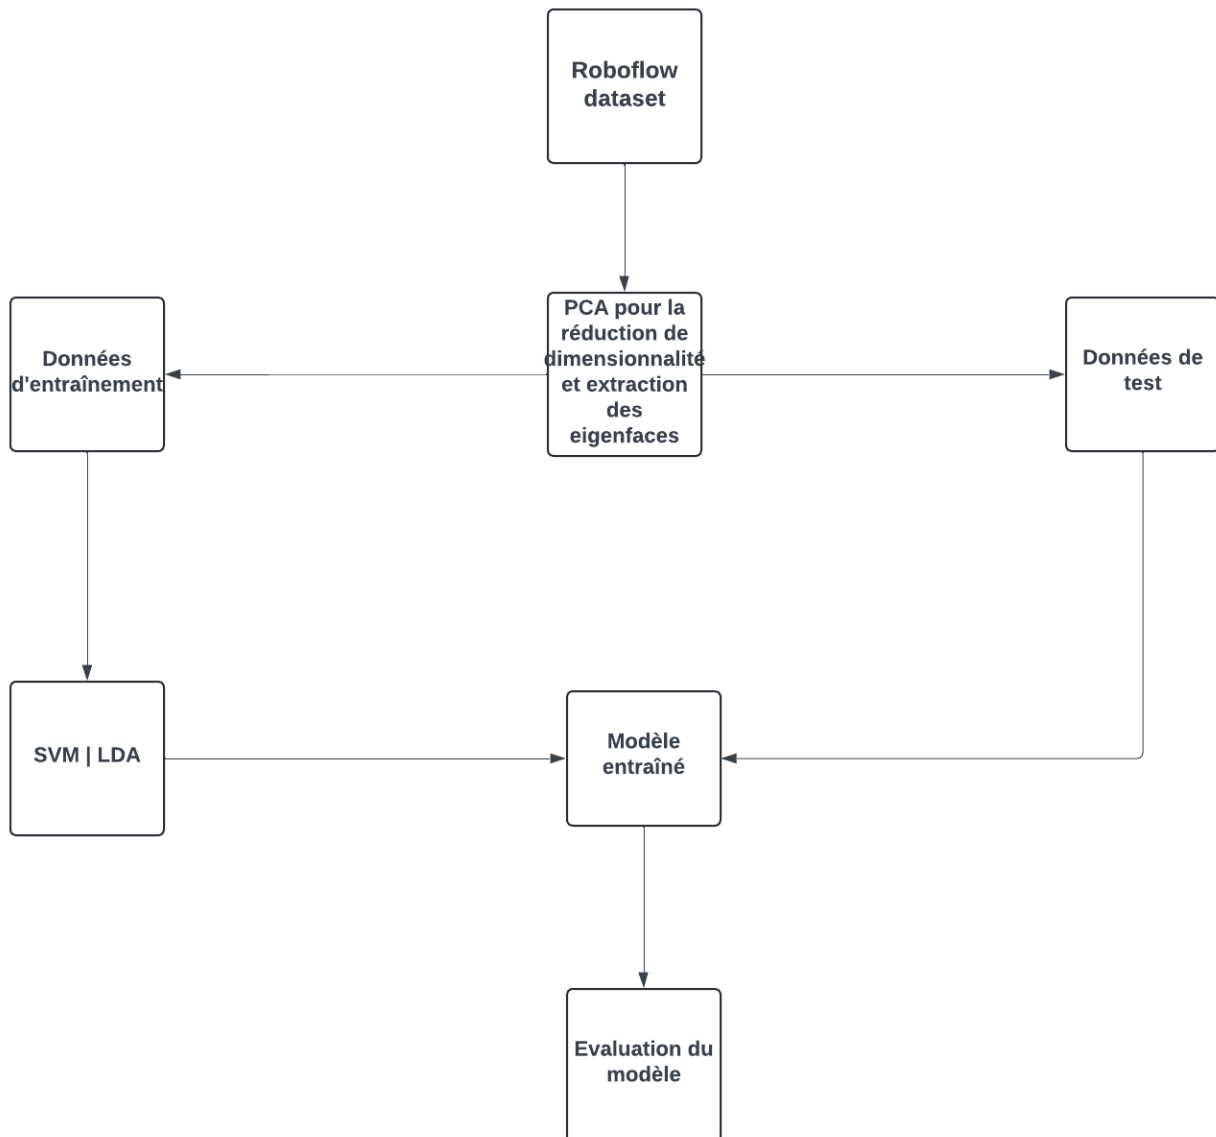 Roboflow
dataset
PCA pour la
réduction de
dimensionnalité
et extraction
des
eigenfaces
Données
d'entraînement
Données de
test
SVM | LDA
Modèle
entraîné
Evaluation du
modèle